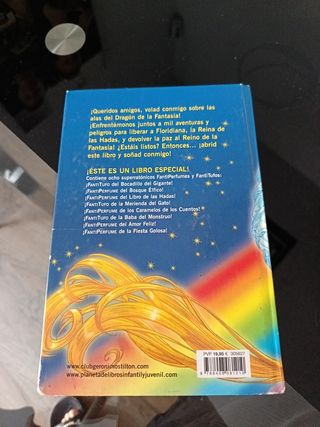 ¡Queridos amigos, volad conmigo sobre las
alas del Dragón de la Fantasía!
¡Enfrentémonos juntos a mil aventuras y
peligros para liberar a Floridiana, la Reina de
las Hadas, y devolver la paz al Reino de la
Fantasía! ¿Estáis listos? Entonces... ¡abrid
este libro y soñad conmigo!
¡ÉSTE ES UN LIBRO ESPECIAL!
Contiene ocho superratónicos FantiPerfumes y FantiTufos:
¡FantiTufo del Bocadillo del Gigante!
¡FantiPerfume del Bosque Élfico!
¡FantiPerfume del Libro de las Hadas!
¡FantiTufo de la Merienda del Gato!
¡FantiPerfume de los Caramelos de los Cuentos!
¡FantiTufo de la Baba del Monstruo!
¡FantiPerfume del Amor Feliz!
¡FantiPerfume de la Fiesta Golosa!
PVP 19,95 €
www.clubgeronimostilton.com
www.planetadelibrosinfantilyjuvenil.com